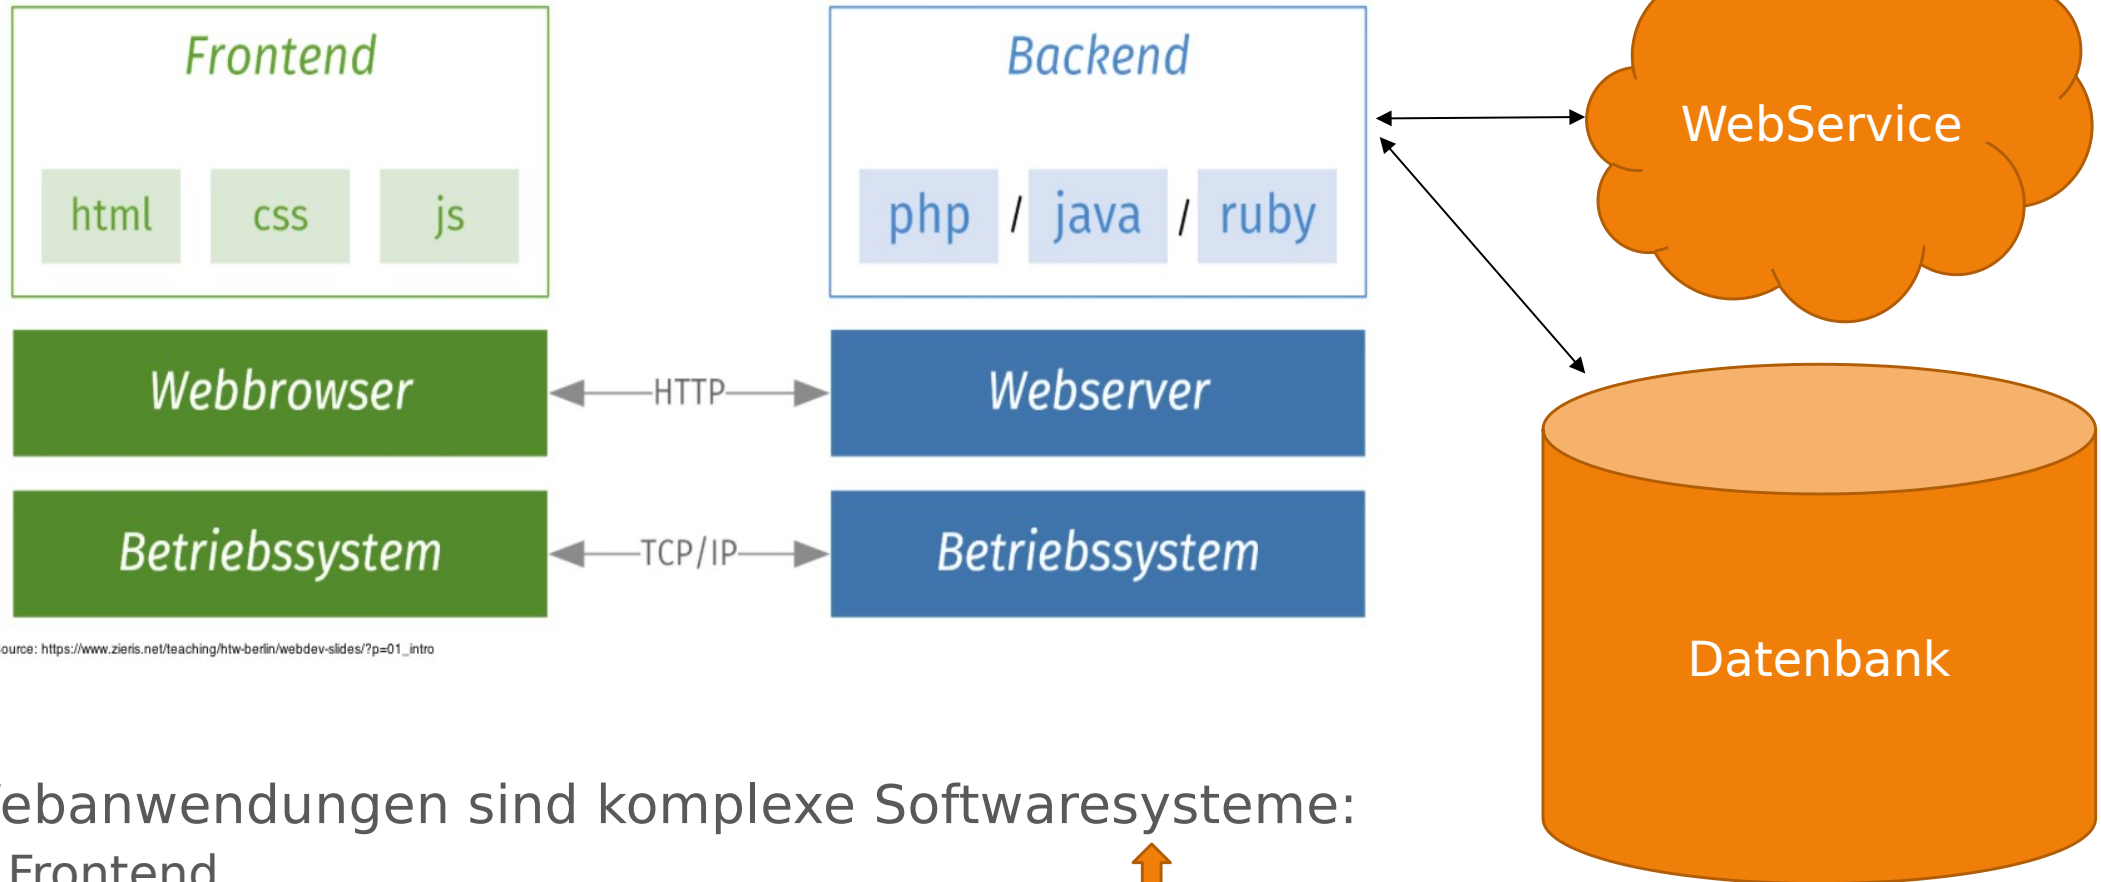 Frontend
html css js
Backend
php / java / ruby
WebService
Webbrowser
HTTP
Webserver
Betriebssystem
TCP/IP
Betriebssystem
Datenbank
ource: https://www.zieris.net/teaching/htw-berlin/webdev-slides/?p=01_intro
ebanwendungen sind komplexe Softwaresysteme:
Frontend